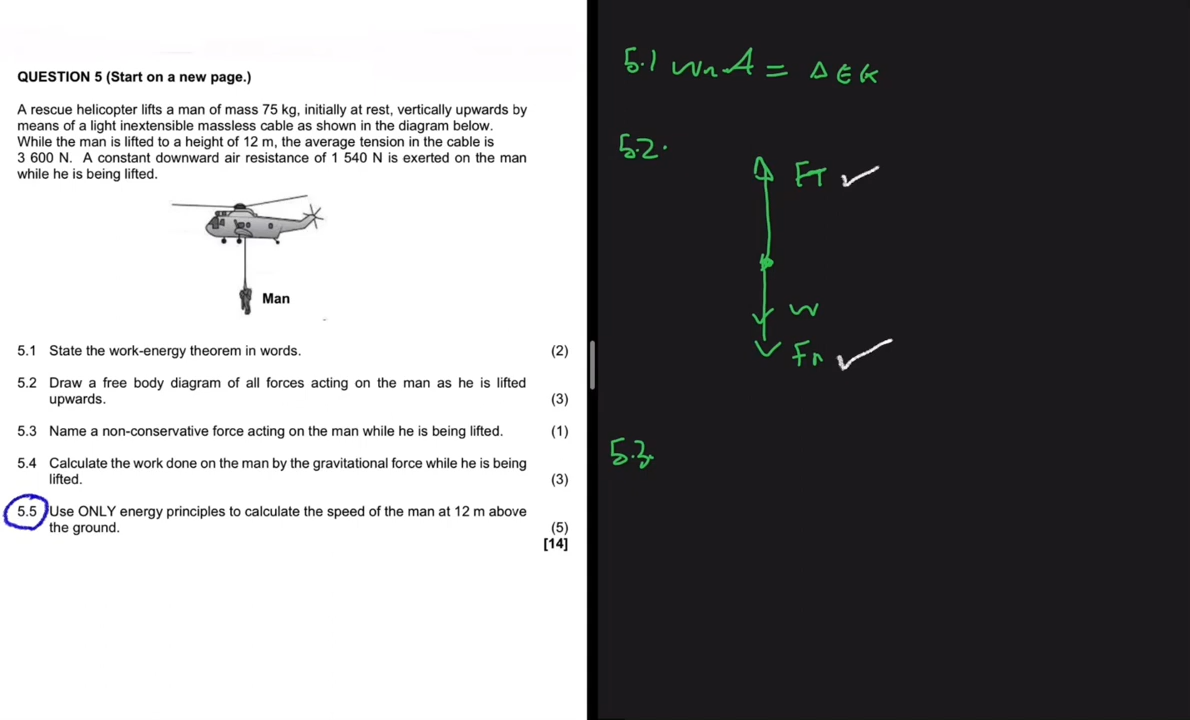 QUESTION 5 (Start on a new page.)
A rescue helicopter lifts a man of mass 75 kg, initially at rest, vertically upwards by
means of a light inextensible massless cable as shown in the diagram below.
While the man is lifted to a height of 12 m, the average tension in the cable is
3 600 N. A constant downward air resistance of 1 540 N is exerted on the man
while he is being lifted.
Man
5.1 State the work-energy theorem in words. (2)
5.2 Draw a free body diagram of all forces acting on the man as he is lifted
upwards. (3)
5.3 Name a non-conservative force acting on the man while he is being lifted. (1)
5.4 Calculate the work done on the man by the gravitational force while he is being
lifted. (3)
5.5 Use ONLY energy principles to calculate the speed of the man at 12 m above
the ground. (5)
[14]
5.1 = Δ E K
5.2.
FT
W
5.3.